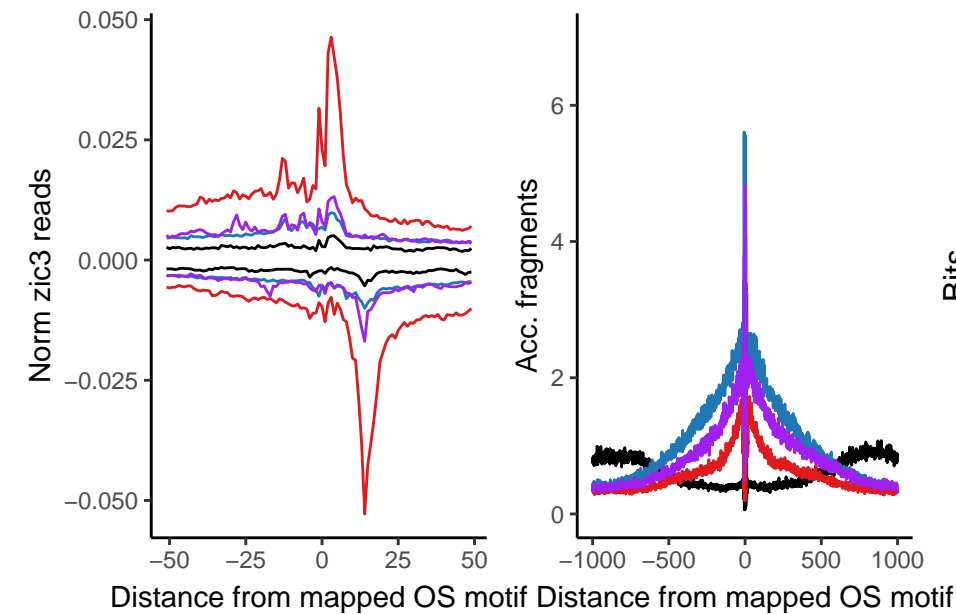 Norm zic3 reads
0.050
0.025
0.000
−0.025
−0.050
−50 −25 0 25 50
Distance from mapped OS motif
Acc. fragments
6
4
2
0
−1000 −500 0 500 1000
Distance from mapped OS motif
Bits